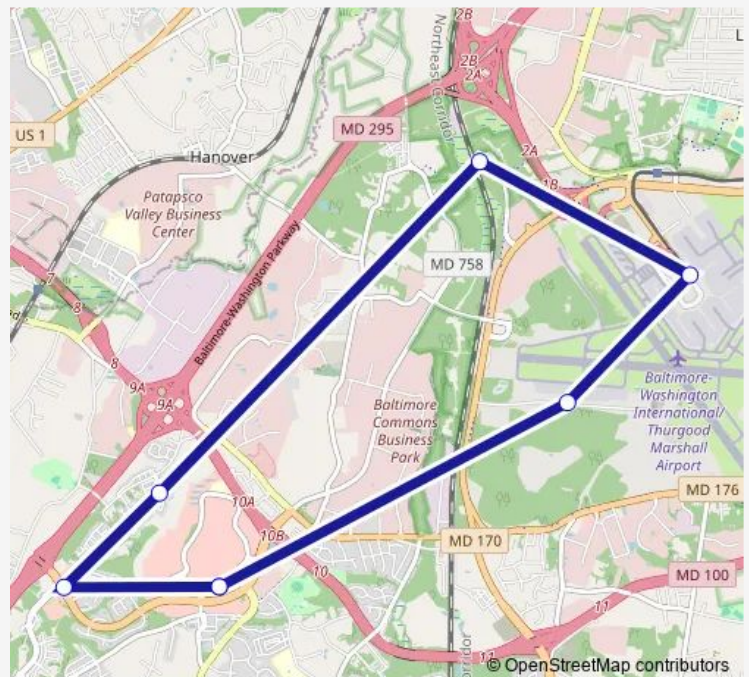 2B
L
Northeast Corridor
2B
2A
MD 295
US 1
2A
Hanover
1B
Patapsco
Valley Business
Center
Baltimore-Washington Parkway
MD 758
7
8
8
9A
9A
Baltimore-
Washington
International/
Thurgood
Marshall
Airport
Baltimore
Commons
Business
Park
MD 176
10A
10B
MD 170
11
10
MD 100
11
11
© OpenStreetMap contributors